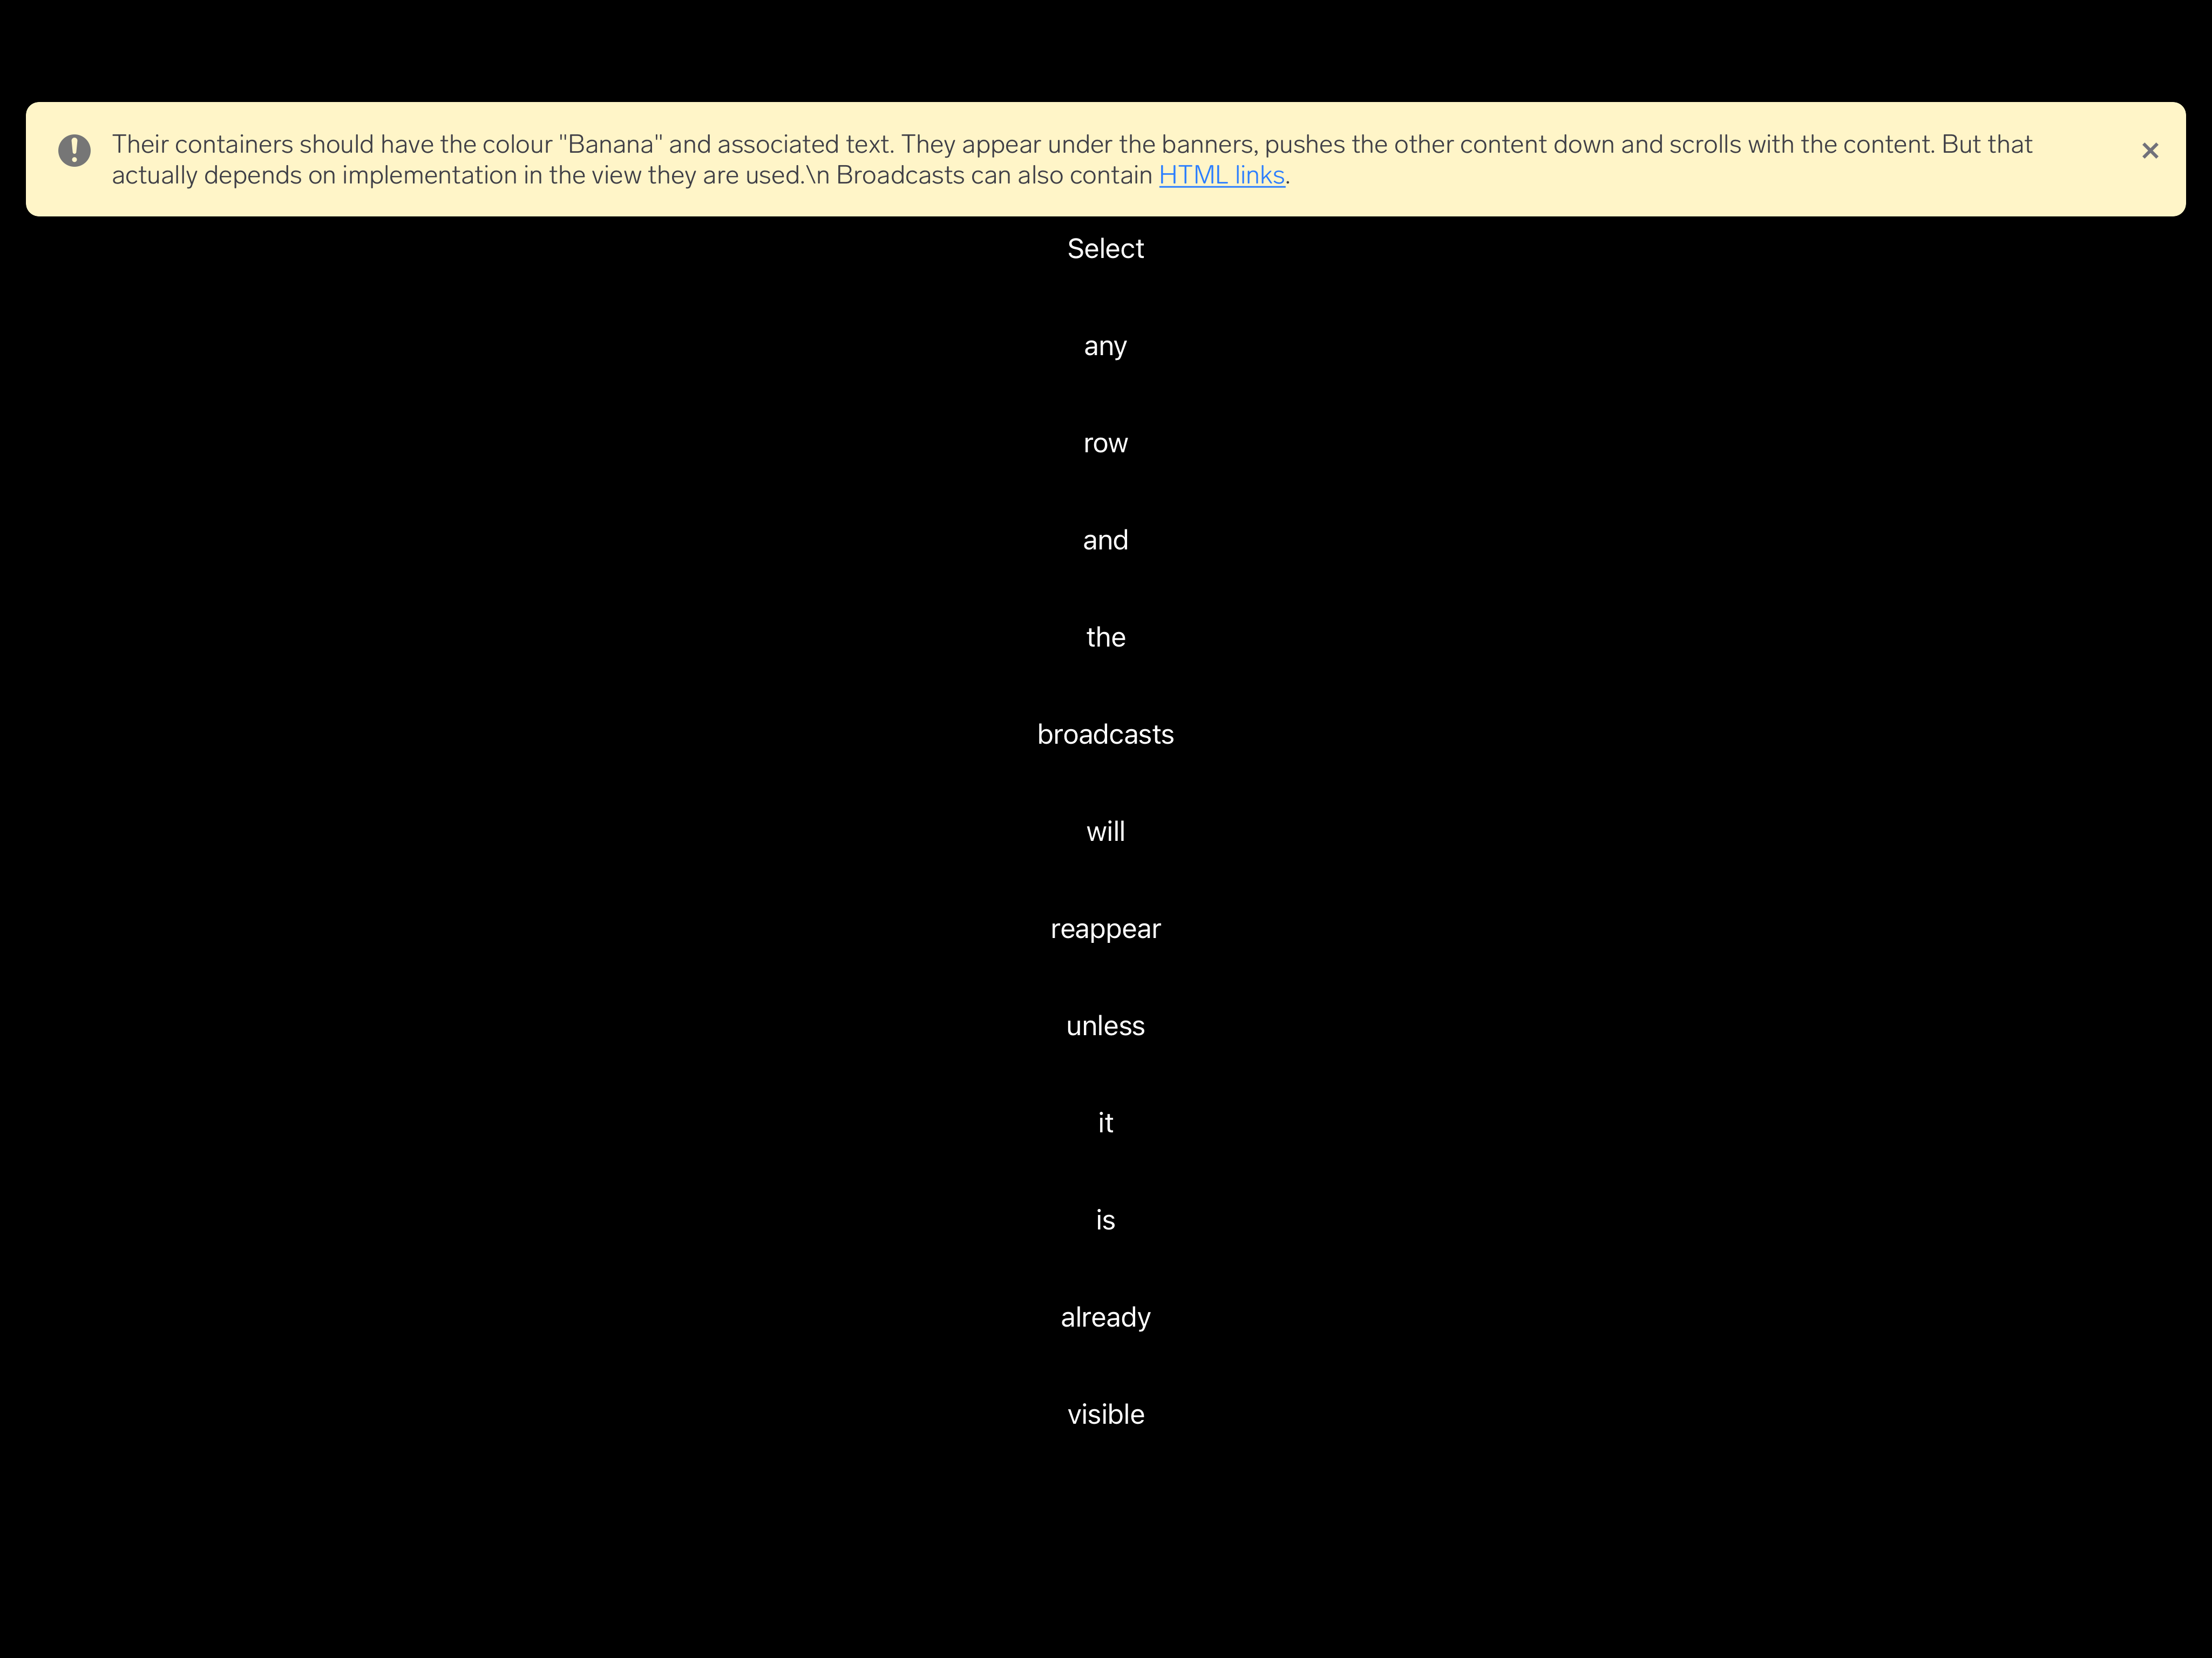 Their containers should have the colour "Banana" and associated text. They appear under the banners, pushes the other content down and scrolls with the content. But that
actually depends on implementation in the view they are used.\n Broadcasts can also contain HTML links.
Select
any
row
and
the
broadcasts
will
reappear
unless
it
is
already
visible